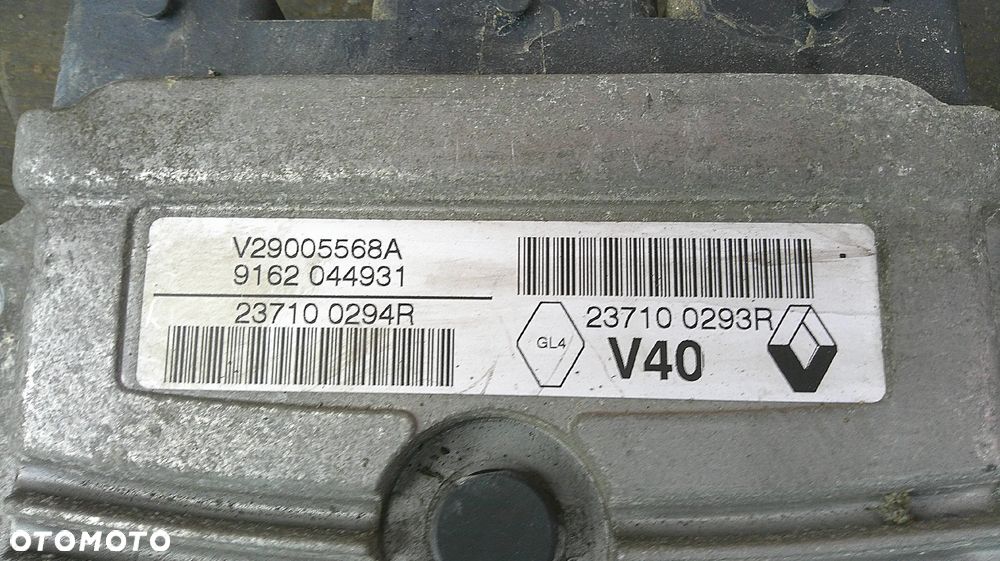 V29005568A
9162 044931
23710 0294R
23710 0293R
GL4
V40
OTOMOTO